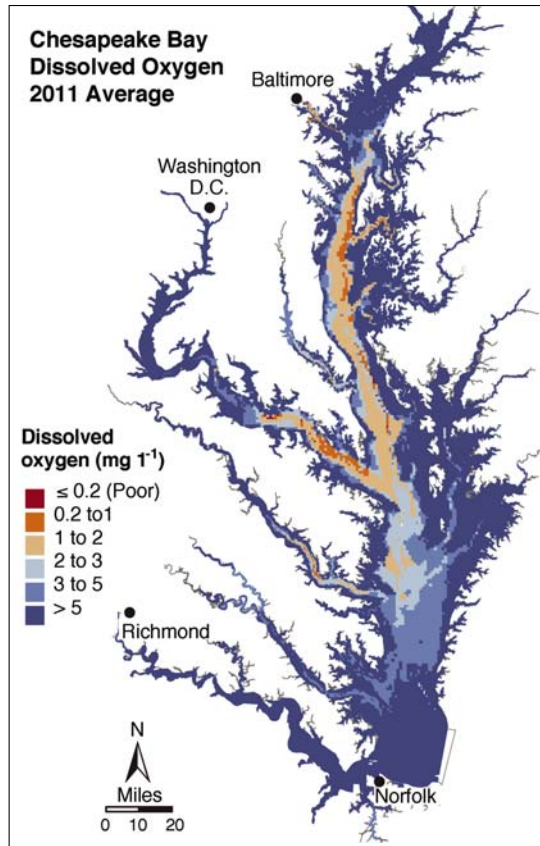 Chesapeake Bay
Dissolved Oxygen
2011 Average
Baltimore
Washington
D.C.
Dissolved
oxygen (mg 1⁻¹)
≤ 0.2 (Poor)
0.2 to1
1 to 2
2 to 3
3 to 5
> 5
Richmond
N
Miles
0 10 20
Norfolk